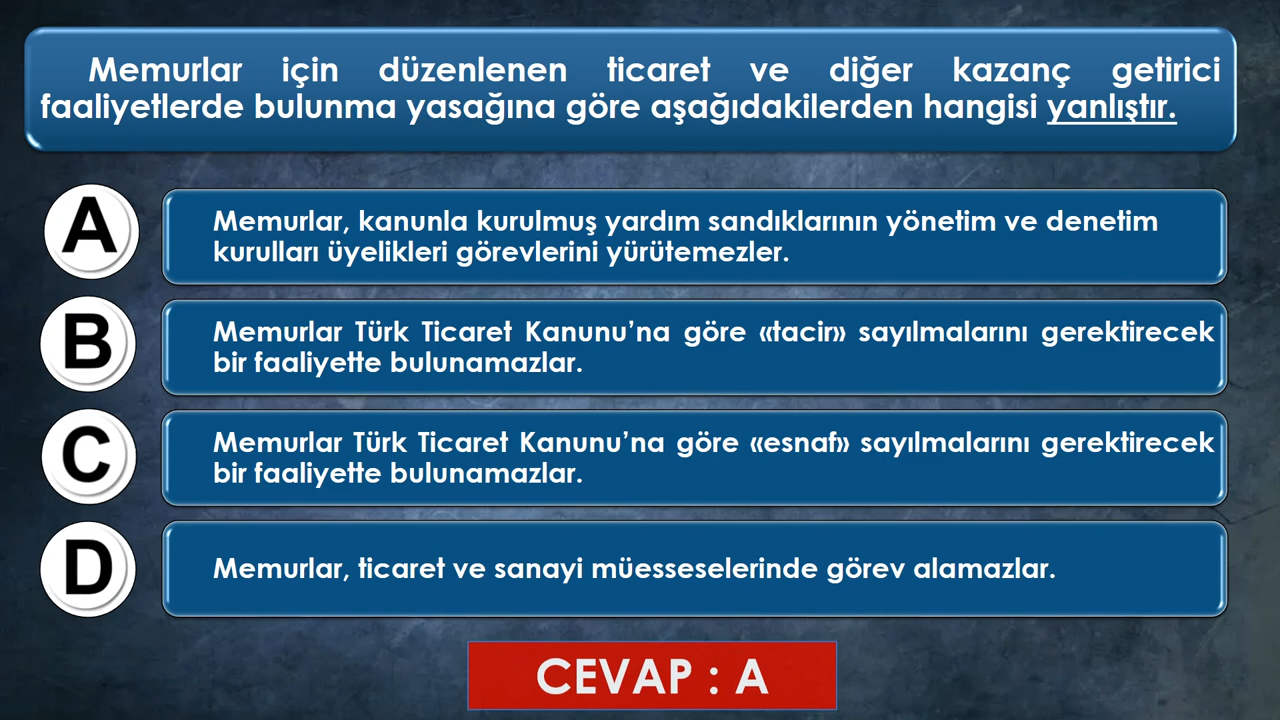 Memurlar için düzenlenen ticaret ve diğer kazanç getirici
faaliyetlerde bulunma yasağına göre aşağıdakilerden hangisi yanlıştır.
A
Memurlar, kanunla kurulmuş yardım sandıklarının yönetim ve denetim
kurulları üyelikleri görevlerini yürütemezler.
B
Memurlar Türk Ticaret Kanunu’na göre «tacir» sayılmalarını gerektirecek
bir faaliyette bulunamazlar.
C
Memurlar Türk Ticaret Kanunu’na göre «esnaf» sayılmalarını gerektirecek
bir faaliyette bulunamazlar.
D
Memurlar, ticaret ve sanayi müesseselerinde görev alamazlar.
CEVAP : A